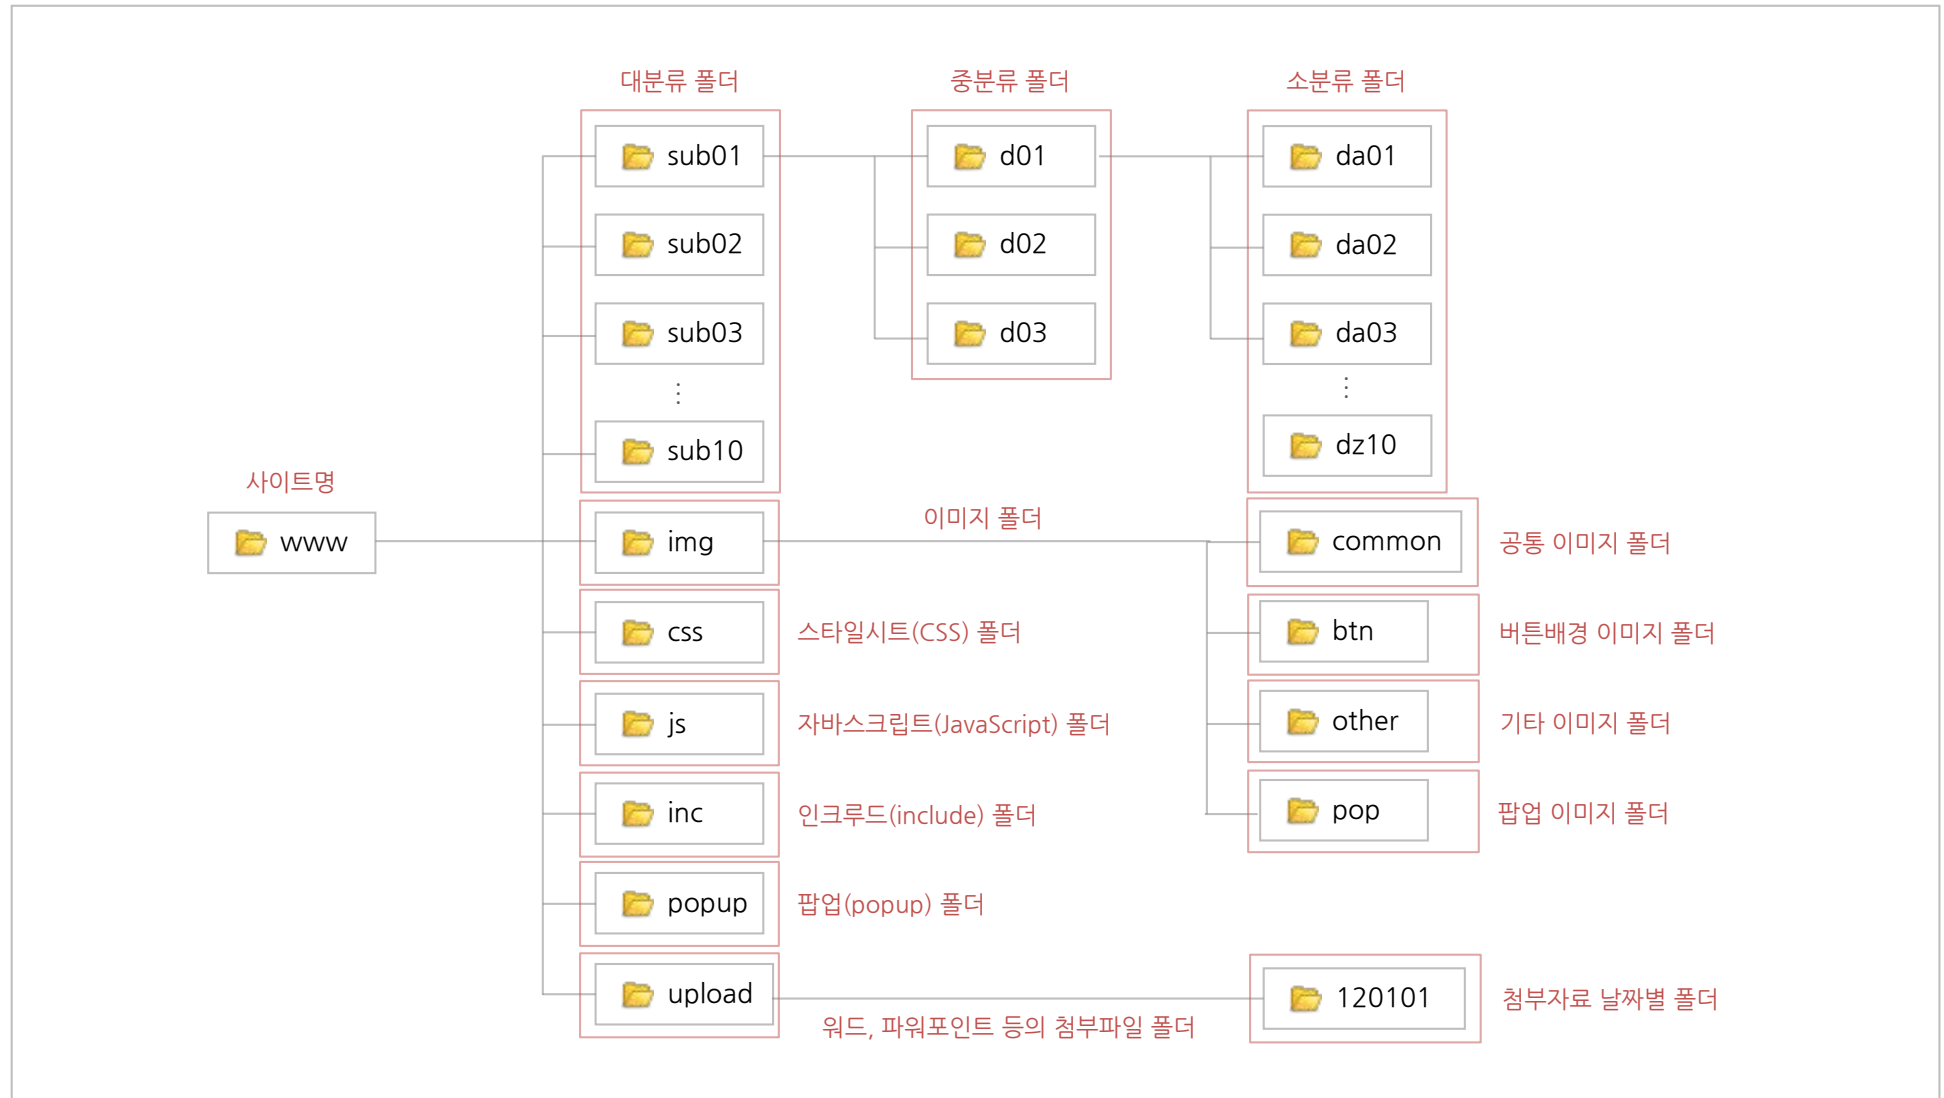 대분류 폴더
중분류 폴더
소분류 폴더
sub01
d01
da01
sub02
d02
da02
sub03
d03
da03
sub10
dz10
사이트명
www
img
이미지 폴더
common
공통 이미지 폴더
css
스타일시트(CSS) 폴더
btn
버튼배경 이미지 폴더
js
자바스크립트(JavaScript) 폴더
other
기타 이미지 폴더
inc
인크루드(include) 폴더
pop
팝업 이미지 폴더
popup
팝업(popup) 폴더
upload
워드, 파워포인트 등의 첨부파일 폴더
120101
첨부자료 날짜별 폴더